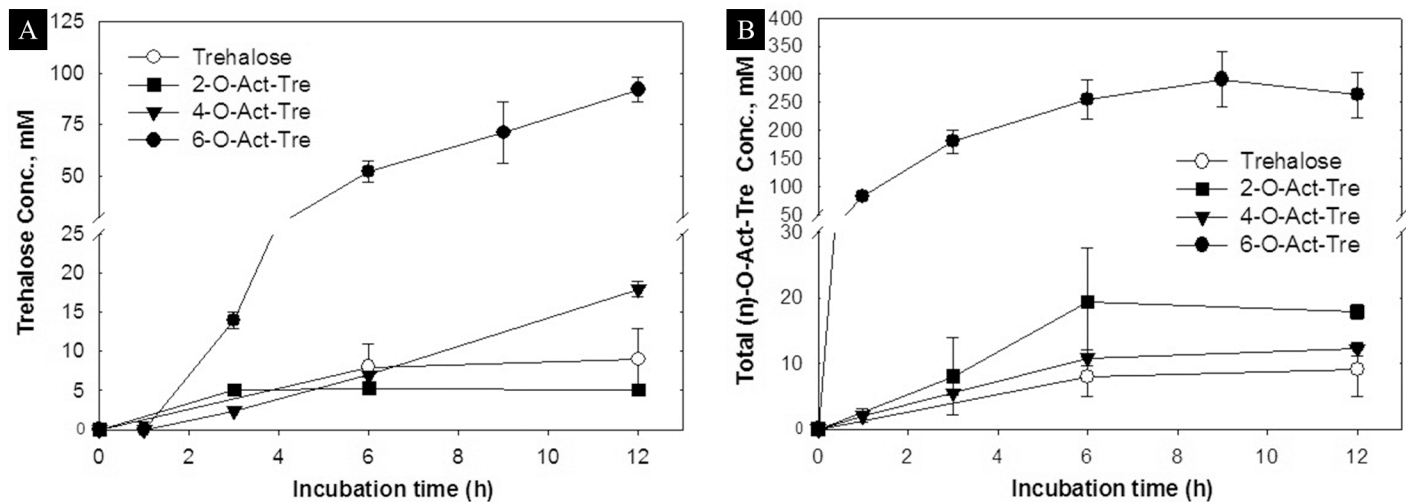 A
Trehalose Conc., mM
125
100
75
50
25
20
15
10
5
0
Trehalose
2-O-Act-Tre
4-O-Act-Tre
6-O-Act-Tre
0 2 4 6 8 10 12
Incubation time (h)
B
Total (n)-O-Act-Tre Conc., mM
400
350
300
250
200
150
100
50
30
20
10
0
Trehalose
2-O-Act-Tre
4-O-Act-Tre
6-O-Act-Tre
0 2 4 6 8 10 12
Incubation time (h)